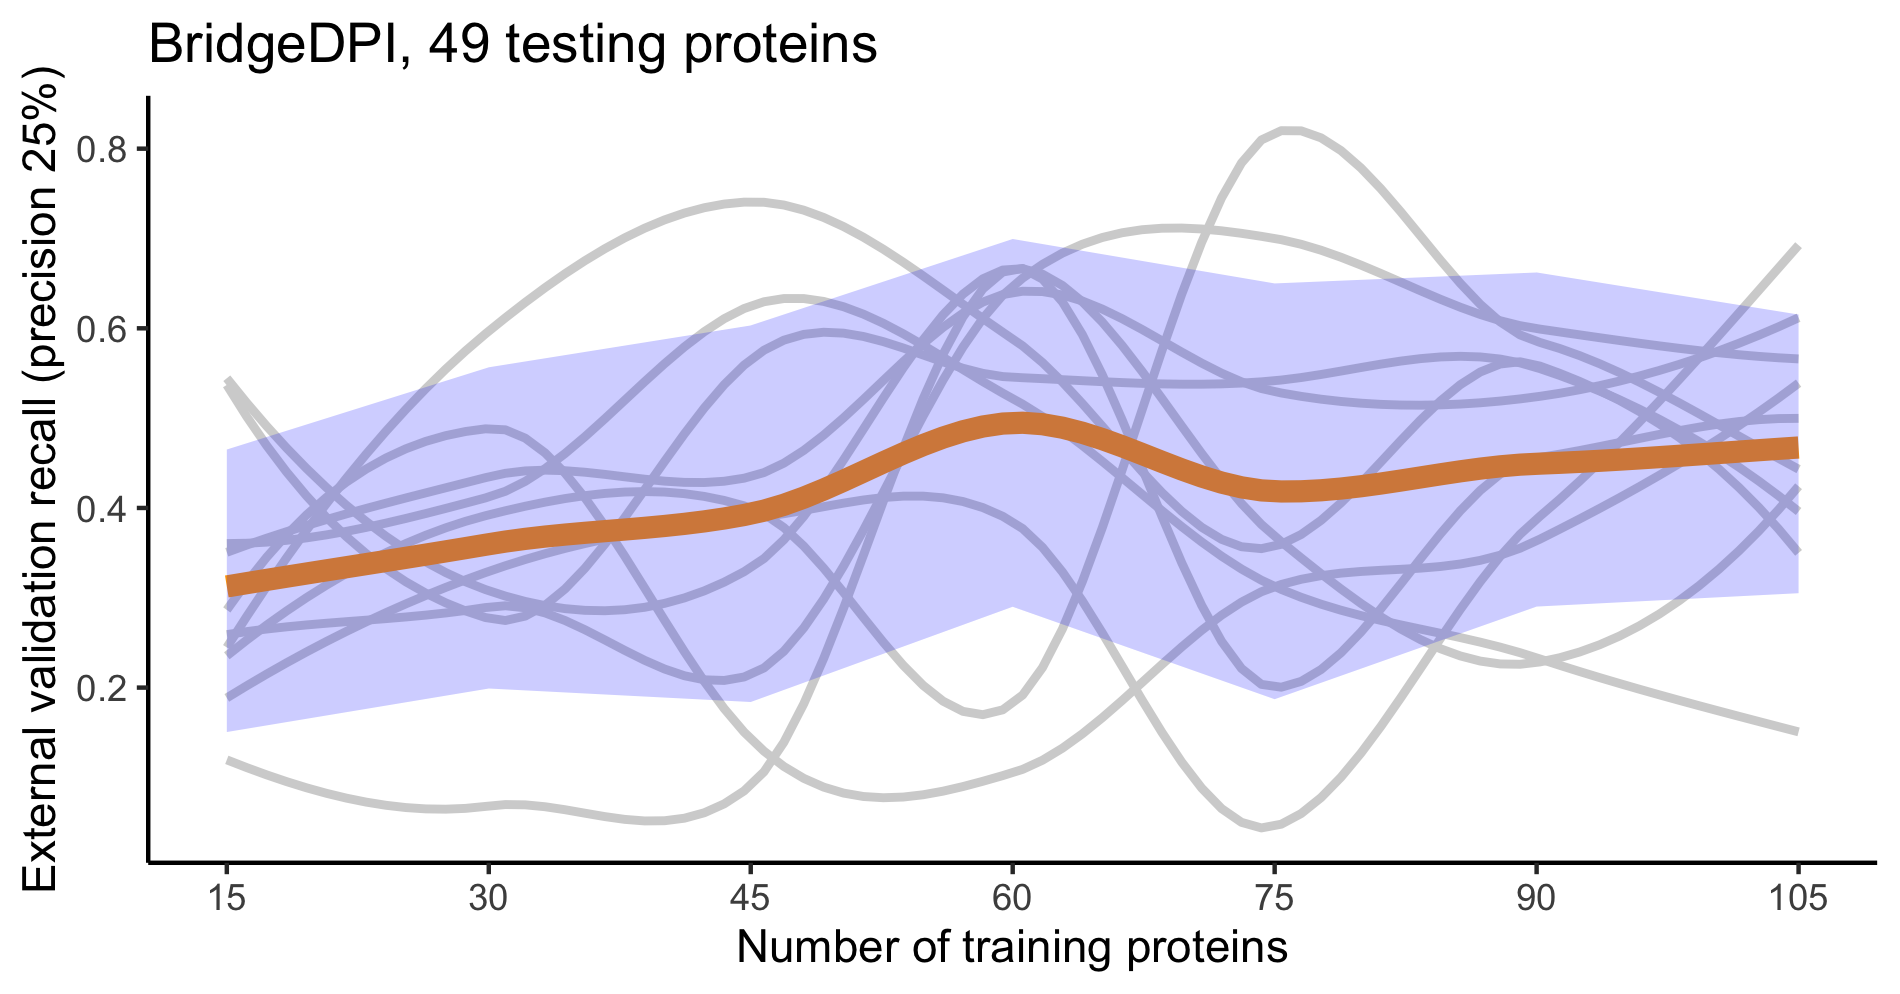 BridgeDPI, 49 testing proteins
External validation recall (precision 25%)
0.8
0.6
0.4
0.2
15 30 45 60 75 90 105
Number of training proteins